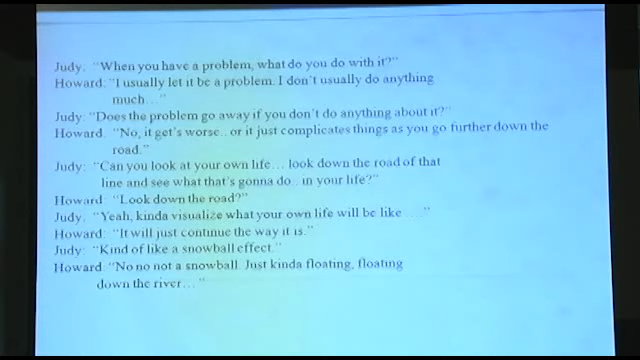 Judy: "When you have a problem, what do you do with it?"
Howard: "I usually let it be a problem. I don't usually do anything
much..."
Judy: "Does the problem go away if you don't do anything about it?"
Howard: "No, it get's worse.. or it just complicates things as you go further down the
road."
Judy: "Can you look at your own life... look down the road of that
line and see what that's gonna do.. in your life?"
Howard: "Look down the road?"
Judy: "Yeah, kinda visualize what your own life will be like ...."
Howard: "It will just continue the way it is."
Judy: "Kind of like a snowball effect."
Howard: "No no not a snowball. Just kinda floating, floating
down the river..."